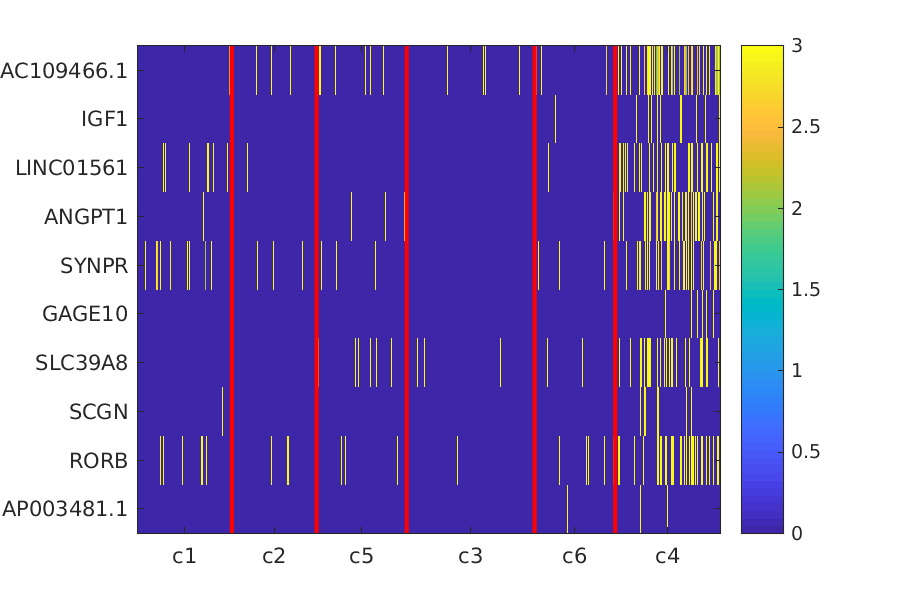 AC109466.1
IGF1
LINC01561
ANGPT1
SYNPR
GAGE10
SLC39A8
SCGN
RORB
AP003481.1
c1 c2 c5 c3 c6 c4
3
2.5
2
1.5
1
0.5
0